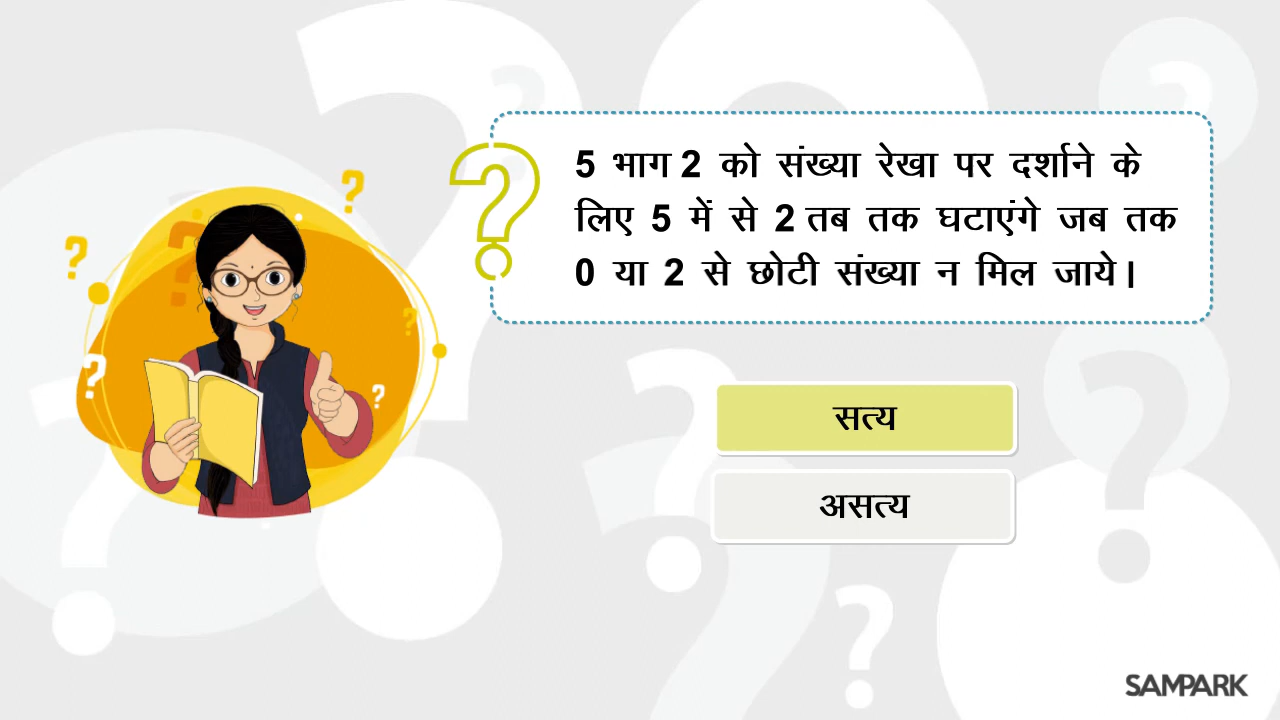 5 भाग 2 को संख्या रेखा पर दर्शाने के
लिए 5 में से 2 तब तक घटाएंगे जब तक
0 या 2 से छोटी संख्या न मिल जाये।
सत्य
असत्य
SAMPARK